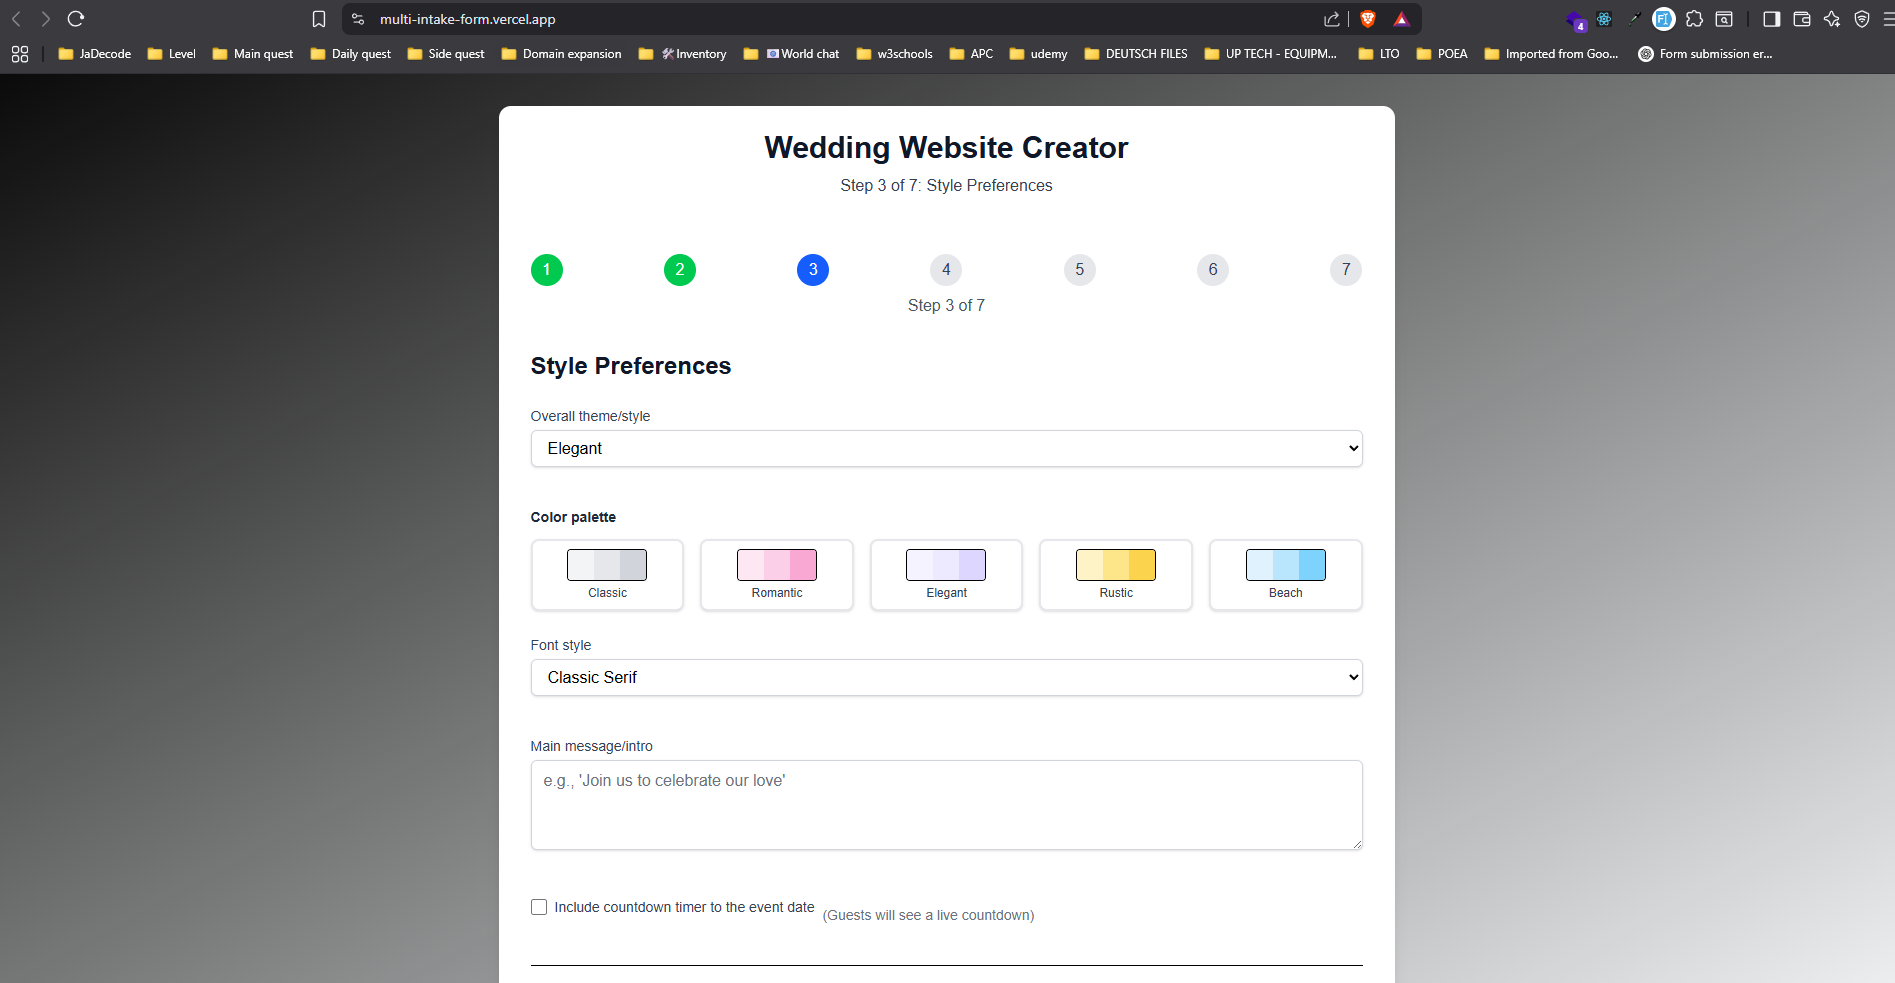 multi-intake-form.vercel.app
4
JaDecode Level Main quest Daily quest Side quest Domain expansion Inventory World chat w3schools APC udemy DEUTSCH FILES UP TECH - EQUIPM... LTO POEA Imported from Goo... Form submission er...
Wedding Website Creator
Step 3 of 7: Style Preferences
1 2 3 4 5 6 7
Step 3 of 7
Style Preferences
Overall theme/style
Elegant
Color palette
Classic Romantic Elegant Rustic Beach
Font style
Classic Serif
Main message/intro
e.g., 'Join us to celebrate our love'
Include countdown timer to the event date (Guests will see a live countdown)